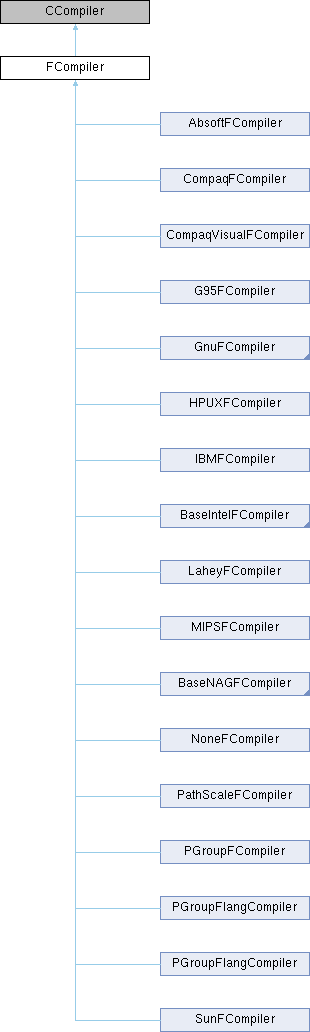 CCompiler
FCompiler
AbsoftFCompiler
CompaqFCompiler
CompaqVisualFCompiler
G95FCompiler
GnuFCompiler
HPUXFCompiler
IBMFCompiler
BaseIntelFCompiler
LaheyFCompiler
MIPSFCompiler
BaseNAGFCompiler
NoneFCompiler
PathScaleFCompiler
PGroupFCompiler
PGroupFlangCompiler
PGroupFlangCompiler
SunFCompiler